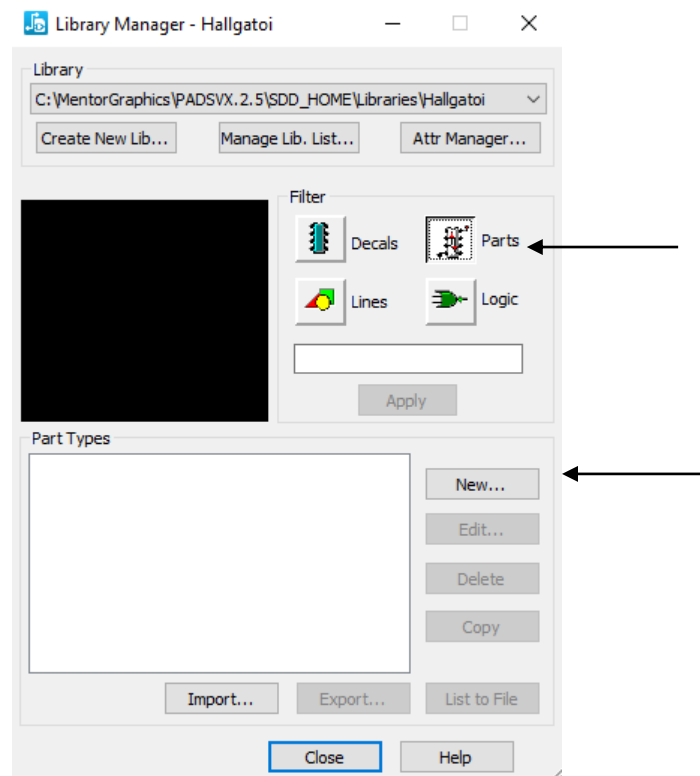 Library Manager - Hallgatoi
Library
C:\MentorGraphics\PADSVX.2.5\SDD_HOME\Libraries\Hallgatoi
Create New Lib... Manage Lib. List... Attr Manager...
Filter
Decals Parts
Lines Logic
Apply
Part Types
New...
Edit...
Delete
Copy
Import... Export... List to File
Close Help